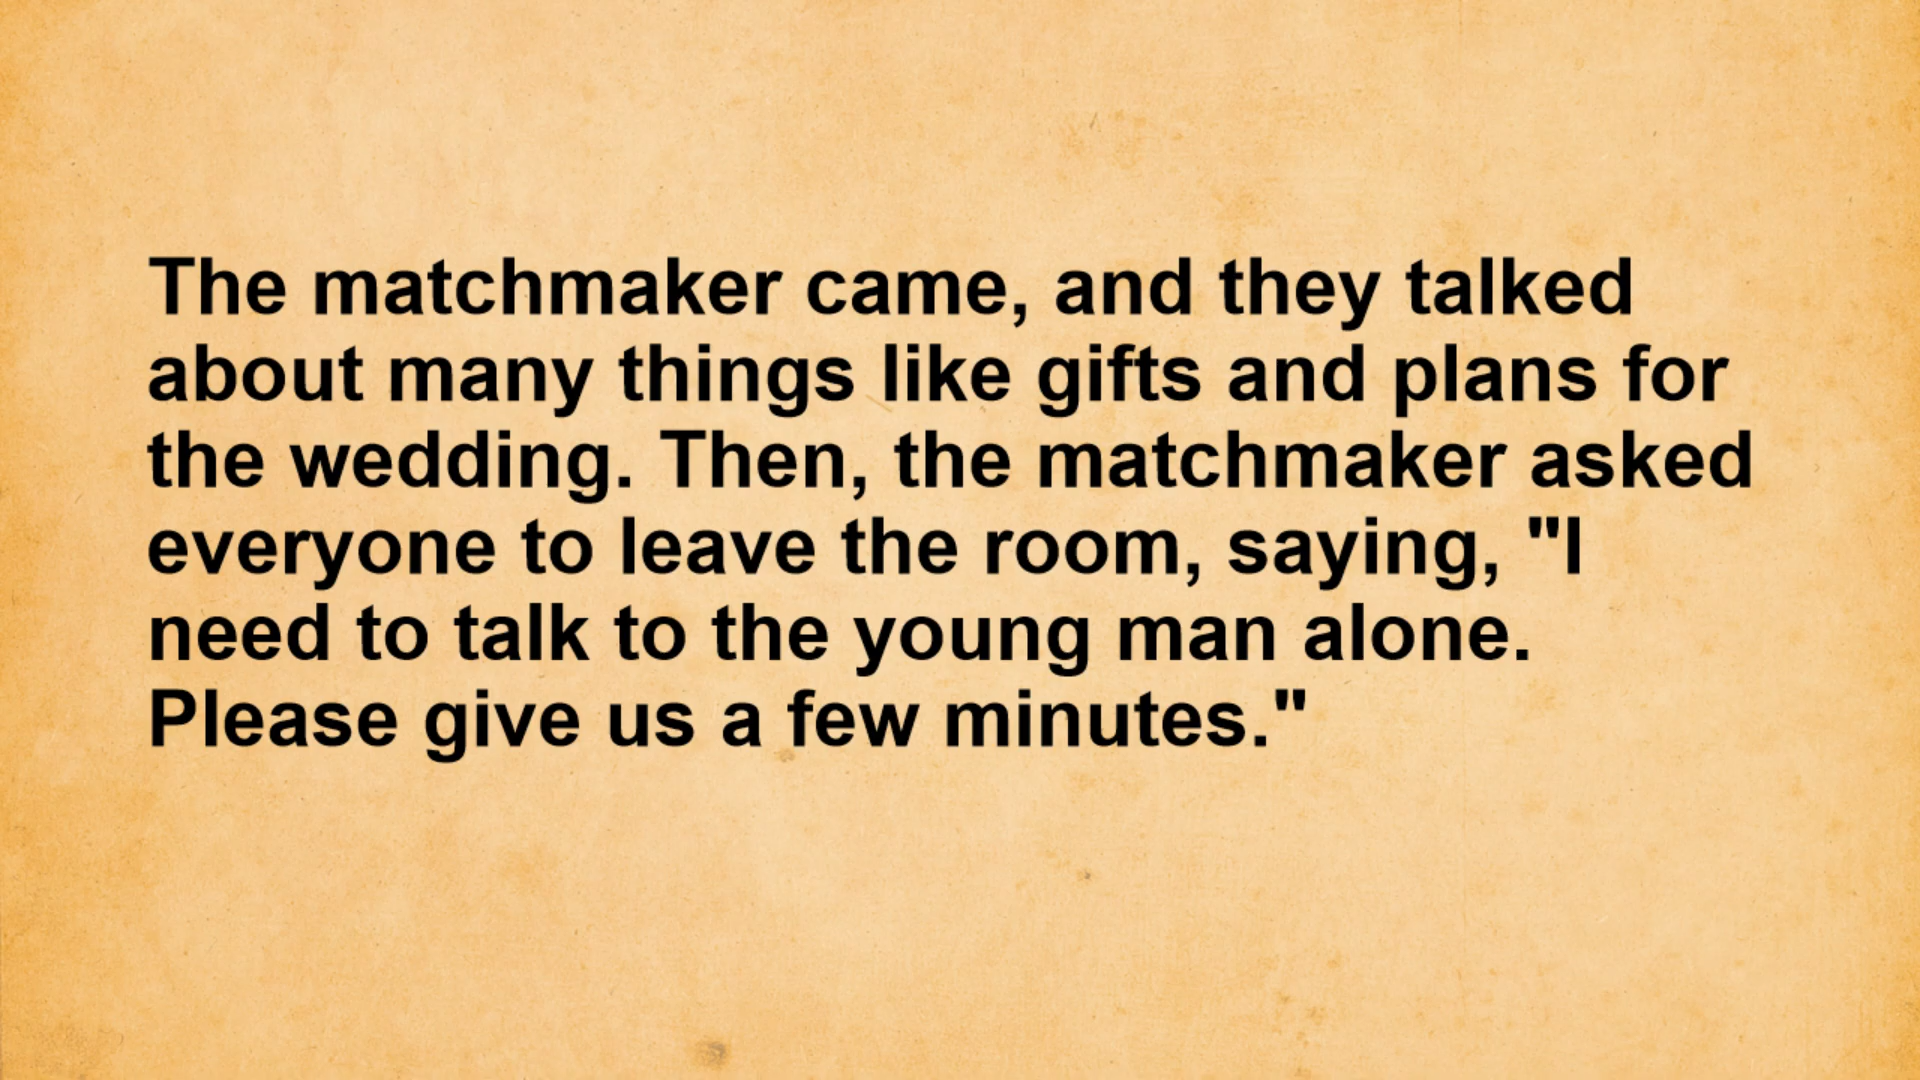 The matchmaker came, and they talked
about many things like gifts and plans for
the wedding. Then, the matchmaker asked
everyone to leave the room, saying, "I
need to talk to the young man alone.
Please give us a few minutes."